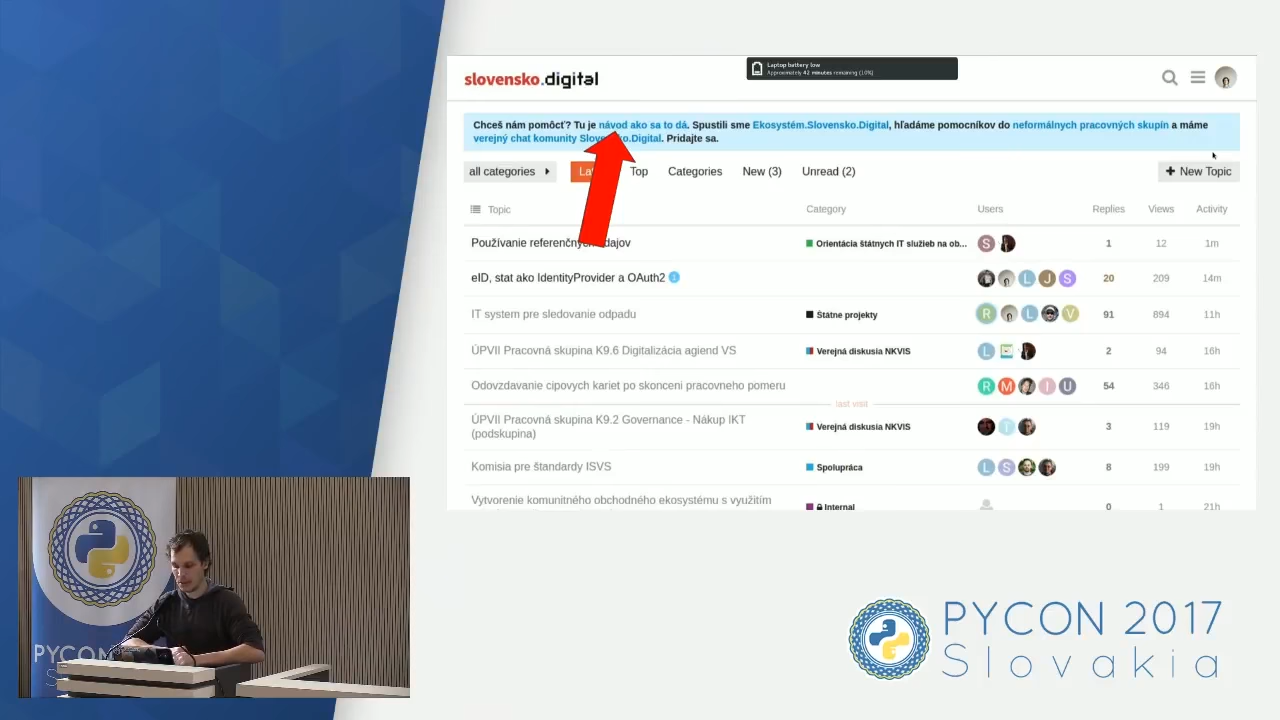 Laptop battery low
Approximately 42 minutes remaining (10%)
slovensko.digital
Chceš nám pomôcť? Tu je návod ako sa to dá. Spustili sme Ekosystém.Slovensko.Digital, hľadáme pomocníkov do neformálnych pracovných skupín a máme
verejný chat komunity Slovensko.Digital. Pridajte sa.
all categories La Top Categories New (3) Unread (2) New Topic
Topic Category Users Replies Views Activity
Používanie referenčných údajov Orientácia štátnych IT služieb na ob... S 1 12 1m
eID, stat ako IdentityProvider a OAuth2 L J S 20 209 14m
IT system pre sledovanie odpadu Štátne projekty R L V 91 894 11h
ÚPVII Pracovná skupina K9.6 Digitalizácia agiend VS Verejná diskusia NKVIS L 2 94 16h
Odovzdavanie cipovych kariet po skonceni pracovneho pomeru R M I U 54 346 16h
last visit
ÚPVII Pracovná skupina K9.2 Governance - Nákup IKT
(podskupina) Verejná diskusia NKVIS T 3 119 19h
Komisia pre štandardy ISVS Spolupráca L S 8 199 19h
Vytvorenie komunitného obchodného ekosystému s využitím Internal 0 1 21h
PYCON
S
PYCON 2017
Slovakia